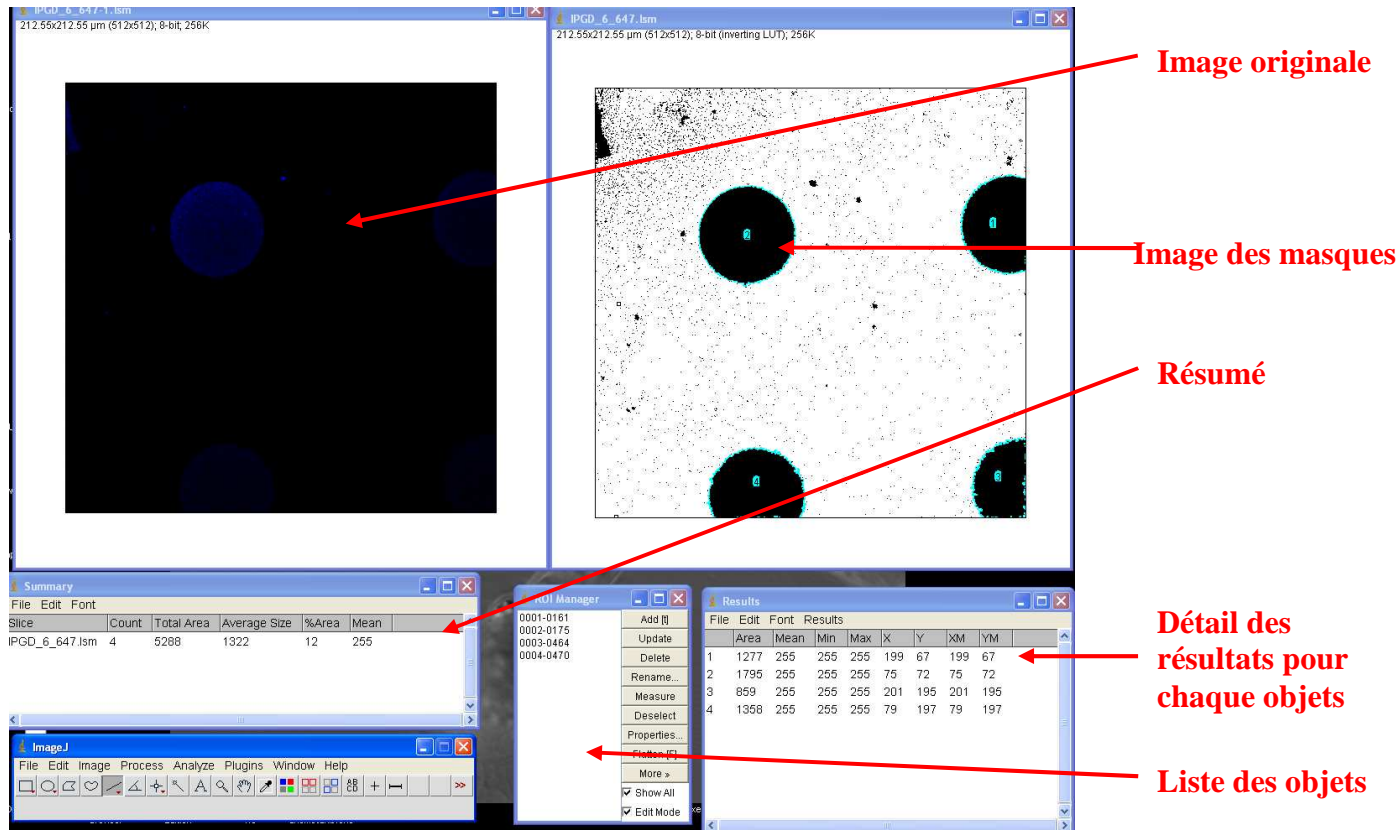 IPGD_6_647-1.lsm
212.55x212.55 µm (512x512); 8-bit; 256K
IPGD_6_647.lsm
212.55x212.55 µm (512x512); 8-bit (inverting LUT); 256K
Image originale
2
1
4
3
Image des masques
Résumé
Summary
File Edit Font
Slice Count Total Area Average Size %Area Mean
IPGD_6_647.lsm 4 5288 1322 12 255
ROI Manager
0001-0161
0002-0175
0003-0464
0004-0470
Add [t]
Update
Delete
Rename...
Measure
Deselect
Properties...
Flatten [F]
More »
Show All
Edit Mode
Results
File Edit Font Results
Area Mean Min Max X Y XM YM
1 1277 255 255 255 199 67 199 67
2 1795 255 255 255 75 72 75 72
3 859 255 255 255 201 195 201 195
4 1358 255 255 255 79 197 79 197
Détail des
résultats pour
chaque objets
Liste des objets
ImageJ
File Edit Image Process Analyze Plugins Window Help